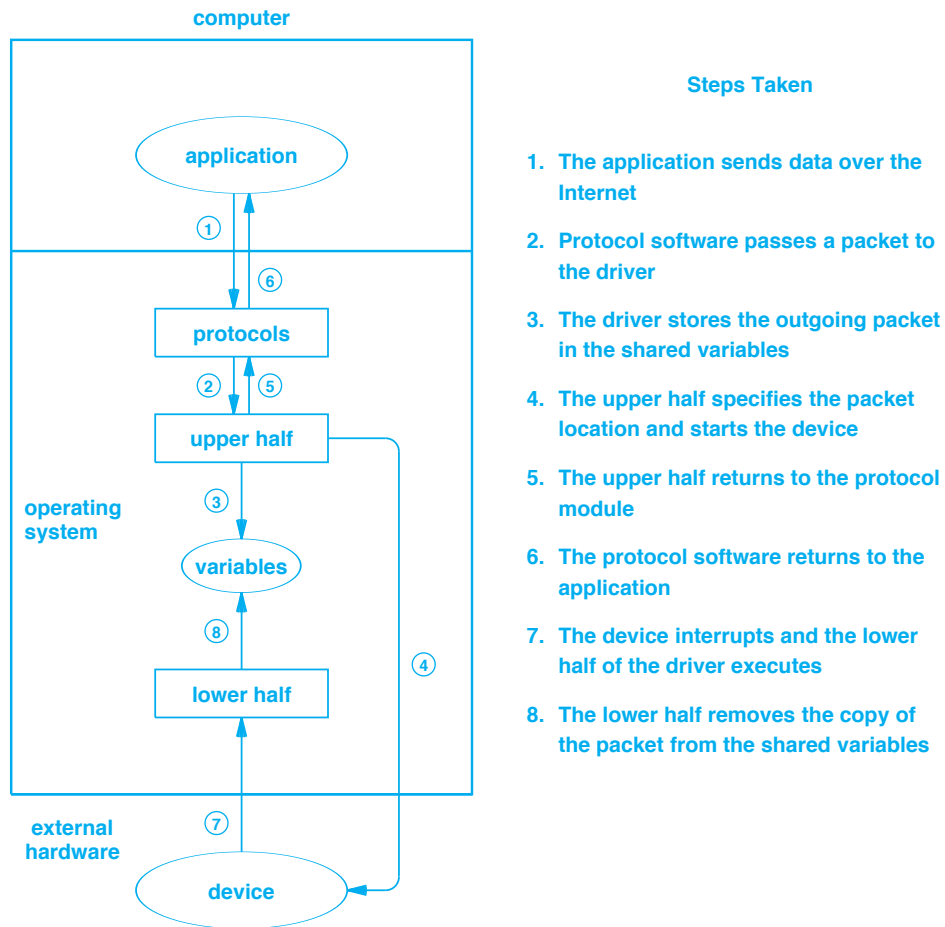 computer
application
1
6
protocols
2
5
upper half
3
operating
system
variables
8
4
lower half
7
external
hardware
device
Steps Taken
1. The application sends data over the
Internet
2. Protocol software passes a packet to
the driver
3. The driver stores the outgoing packet
in the shared variables
4. The upper half specifies the packet
location and starts the device
5. The upper half returns to the protocol
module
6. The protocol software returns to the
application
7. The device interrupts and the lower
half of the driver executes
8. The lower half removes the copy of
the packet from the shared variables